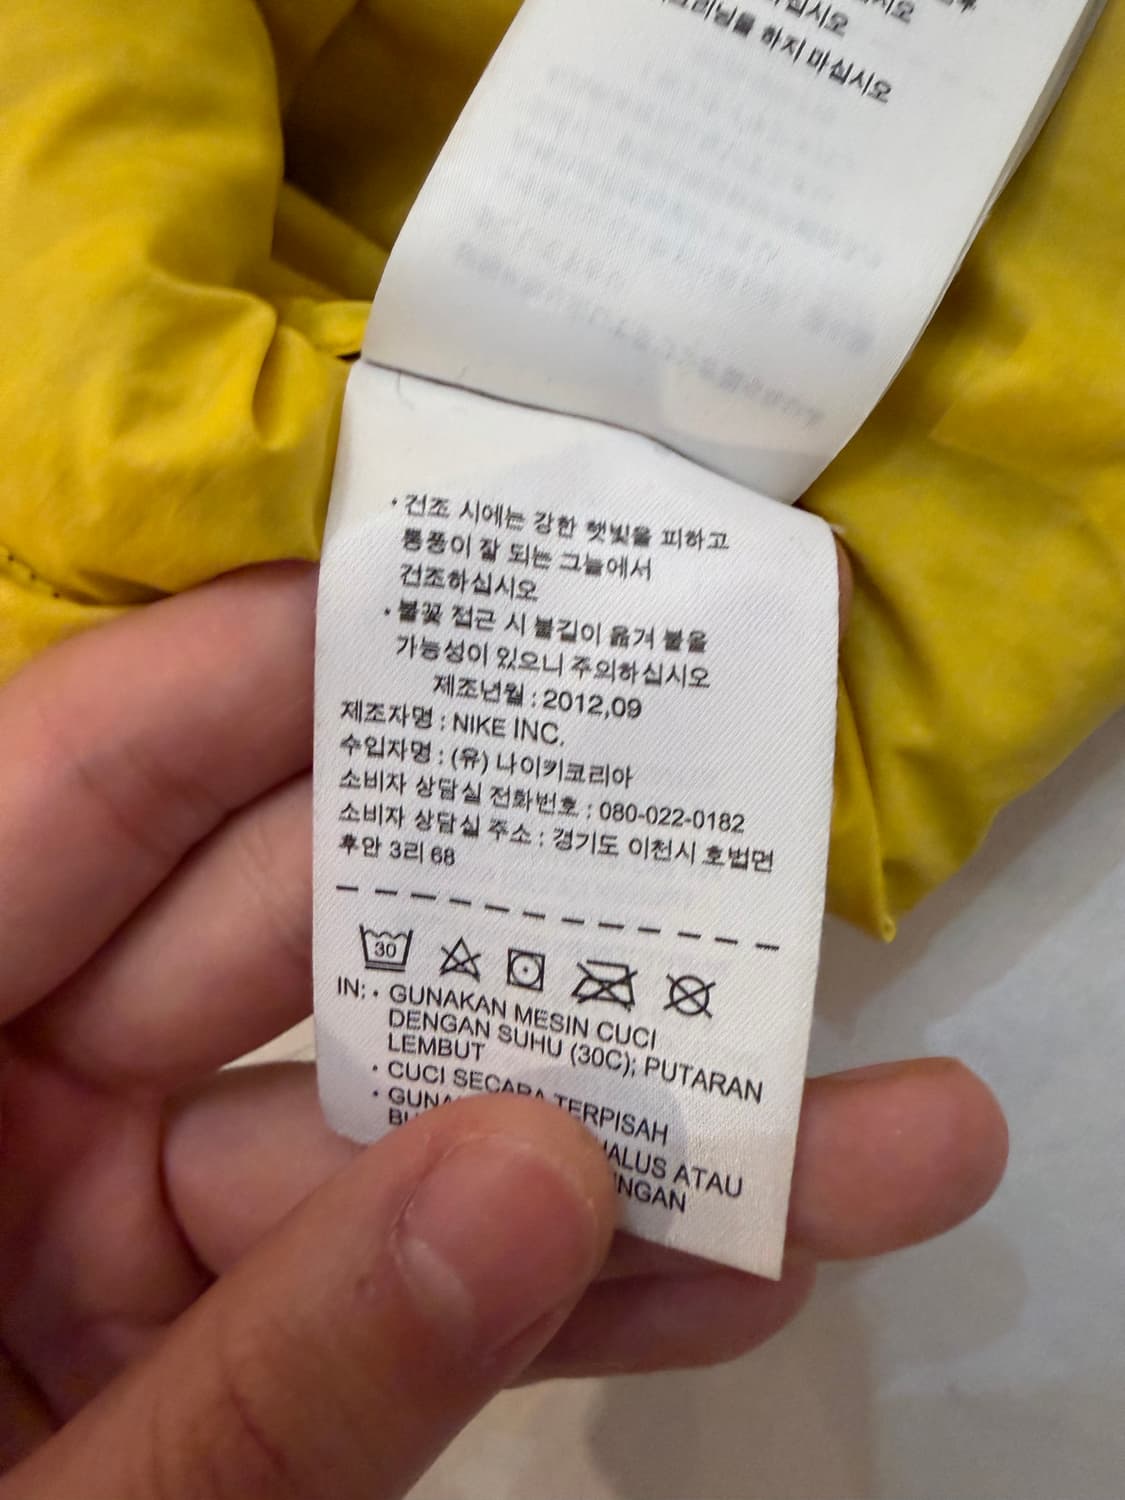 마십시오
크리닝를 하지 마십시오
· 건조 시에는 강한 햇빛을 피하고
통풍이 잘 되는 그늘에서
건조하십시오
· 불꽃 접근 시 불길이 옮겨 붙을
가능성이 있으니 주의하십시오
제조년월 : 2012,09
제조자명 : NIKE INC.
수입자명 : (유) 나이키코리아
소비자 상담실 전화번호 : 080-022-0182
소비자 상담실 주소 : 경기도 이천시 호법면
후안 3리 68
30
IN: · GUNAKAN MESIN CUCI
DENGAN SUHU (30C); PUTARAN
LEMBUT
· CUCI SECARA TERPISAH
ATAU